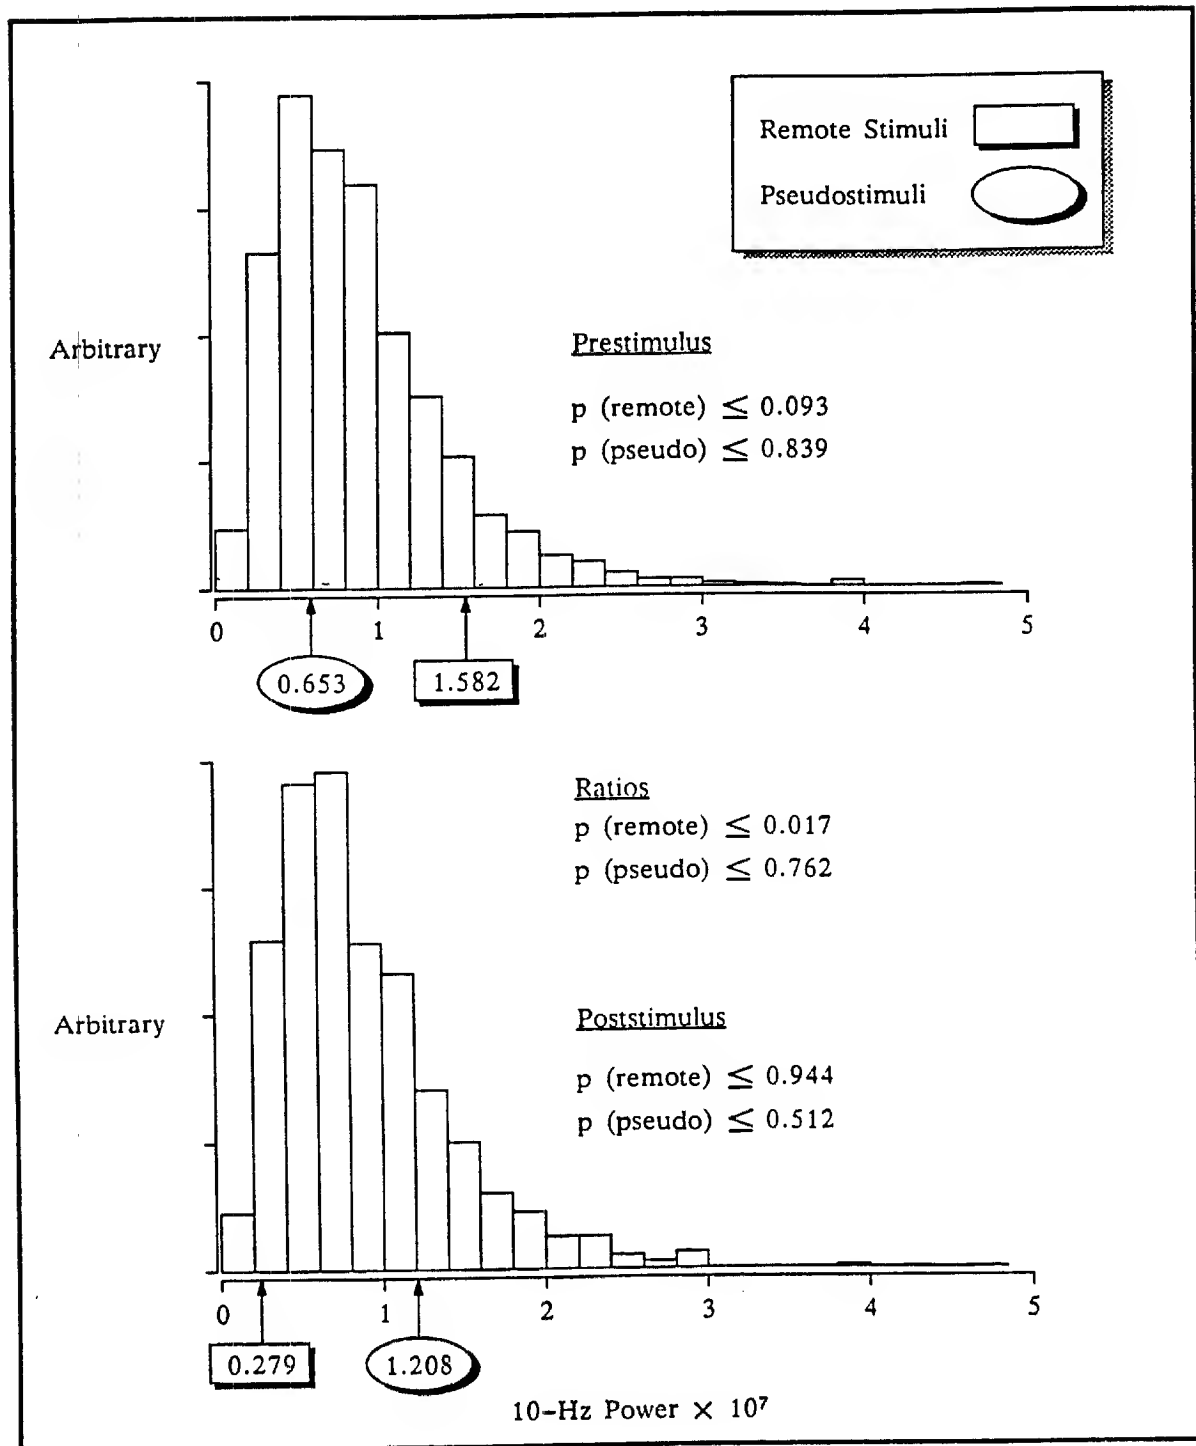 Remote Stimuli
Pseudostimuli
Arbitrary
Prestimulus
p (remote) ≤ 0.093
p (pseudo) ≤ 0.839
0 1 2 3 4 5
0.653 1.582
Ratios
p (remote) ≤ 0.017
p (pseudo) ≤ 0.762
Arbitrary
Poststimulus
p (remote) ≤ 0.944
p (pseudo) ≤ 0.512
0 1 2 3 4 5
0.279 1.208
10-Hz Power × 10⁷